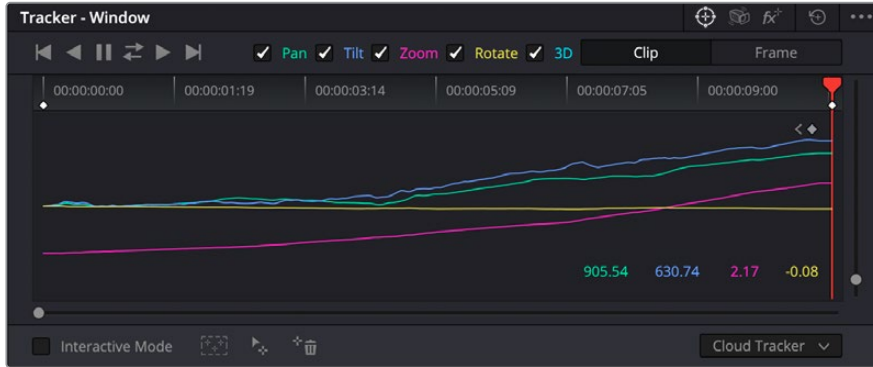 Tracker - Window
Pan Tilt Zoom Rotate 3D Clip Frame
00:00:00:00 00:00:01:19 00:00:03:14 00:00:05:09 00:00:07:05 00:00:09:00
905.54 630.74 2.17 -0.08
Interactive Mode Cloud Tracker